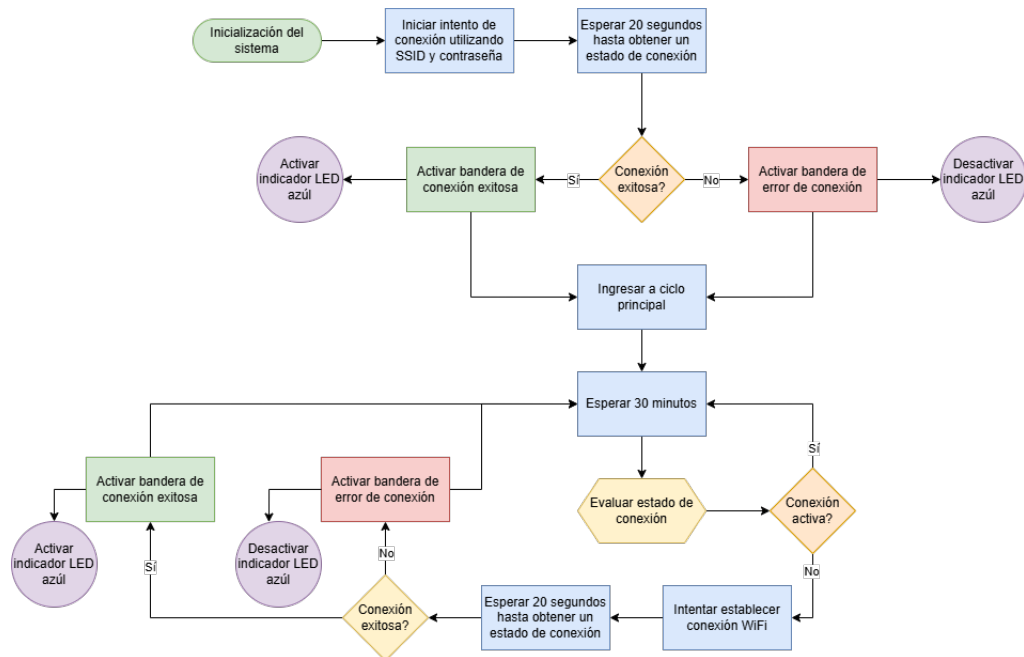 Inicialización del
sistema
Iniciar intento de
conexión utilizando
SSID y contraseña
Esperar 20 segundos
hasta obtener un
estado de conexión
Activar
indicador LED
azúl
Activar bandera de
conexión exitosa
Sí
Conexión
exitosa?
No
Activar bandera de
error de conexión
Desactivar
indicador LED
azúl
Ingresar a ciclo
principal
Esperar 30 minutos
Sí
Activar bandera de
conexión exitosa
Activar bandera de
error de conexión
Evaluar estado de
conexión
Conexión
activa?
Activar
indicador LED
azúl
Desactivar
indicador LED
azúl
Sí
No
No
Conexión
exitosa?
Esperar 20 segundos
hasta obtener un
estado de conexión
Intentar establecer
conexión WiFi